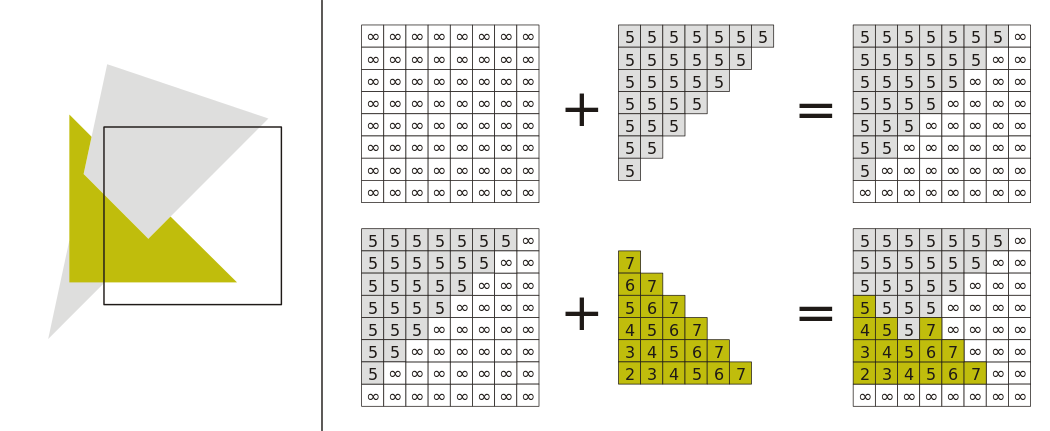 ∞ ∞ ∞ ∞ ∞ ∞ ∞ ∞ 5 5 5 5 5 5 5 5 5 5 5 5 5 5 ∞
∞ ∞ ∞ ∞ ∞ ∞ ∞ ∞ 5 5 5 5 5 5 5 5 5 5 5 5 ∞ ∞
∞ ∞ ∞ ∞ ∞ ∞ ∞ ∞ 5 5 5 5 5 5 5 5 5 5 ∞ ∞ ∞
∞ ∞ ∞ ∞ ∞ ∞ ∞ ∞ + 5 5 5 5 = 5 5 5 5 ∞ ∞ ∞ ∞
∞ ∞ ∞ ∞ ∞ ∞ ∞ ∞ 5 5 5 5 5 5 ∞ ∞ ∞ ∞ ∞
∞ ∞ ∞ ∞ ∞ ∞ ∞ ∞ 5 5 5 5 ∞ ∞ ∞ ∞ ∞ ∞
∞ ∞ ∞ ∞ ∞ ∞ ∞ ∞ 5 5 ∞ ∞ ∞ ∞ ∞ ∞ ∞
∞ ∞ ∞ ∞ ∞ ∞ ∞ ∞ ∞ ∞ ∞ ∞ ∞ ∞ ∞ ∞
5 5 5 5 5 5 5 ∞ 5 5 5 5 5 5 5 ∞
5 5 5 5 5 5 ∞ ∞ 7 5 5 5 5 5 5 ∞ ∞
5 5 5 5 5 ∞ ∞ ∞ 6 7 5 5 5 5 5 ∞ ∞ ∞
5 5 5 5 ∞ ∞ ∞ ∞ + 5 6 7 = 5 5 5 5 ∞ ∞ ∞ ∞
5 5 5 ∞ ∞ ∞ ∞ ∞ 4 5 6 7 4 5 5 7 ∞ ∞ ∞ ∞
5 5 ∞ ∞ ∞ ∞ ∞ ∞ 3 4 5 6 7 3 4 5 6 7 ∞ ∞ ∞
5 ∞ ∞ ∞ ∞ ∞ ∞ ∞ 2 3 4 5 6 7 2 3 4 5 6 7 ∞ ∞
∞ ∞ ∞ ∞ ∞ ∞ ∞ ∞ ∞ ∞ ∞ ∞ ∞ ∞ ∞ ∞